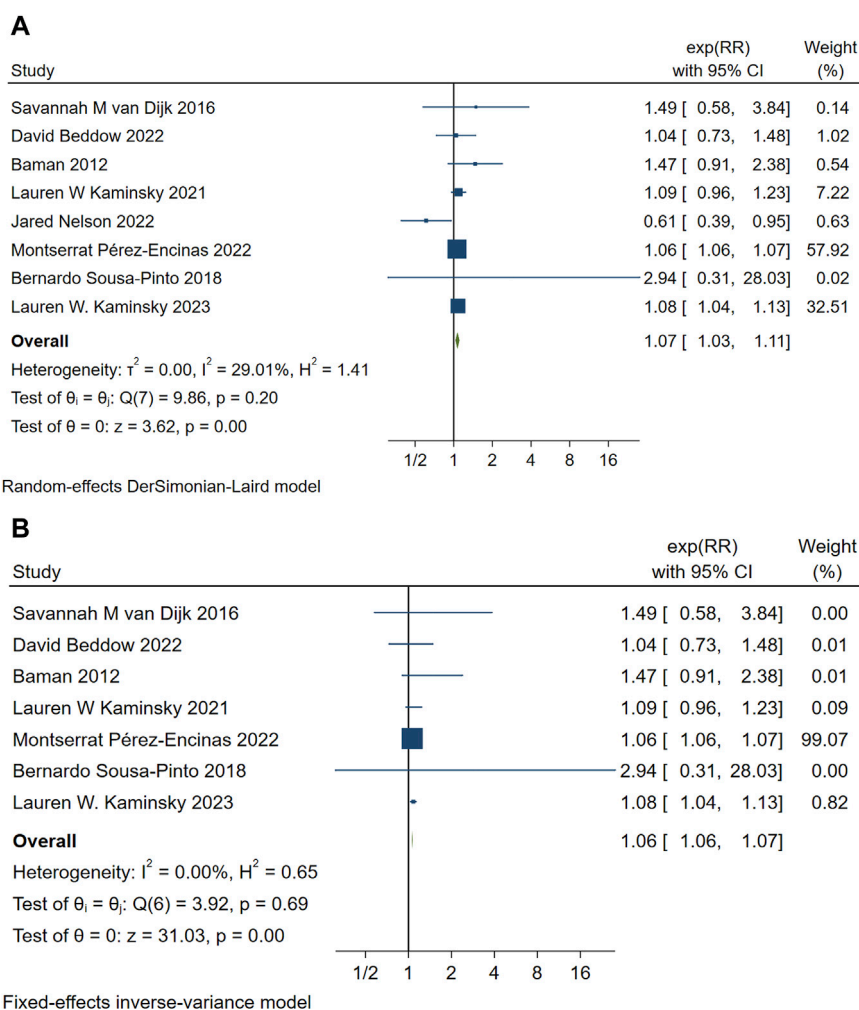 A
exp(RR) Weight
Study with 95% CI (%)
Savannah M van Dijk 2016 1.49 [ 0.58, 3.84] 0.14
David Beddow 2022 1.04 [ 0.73, 1.48] 1.02
Baman 2012 1.47 [ 0.91, 2.38] 0.54
Lauren W Kaminsky 2021 1.09 [ 0.96, 1.23] 7.22
Jared Nelson 2022 0.61 [ 0.39, 0.95] 0.63
Montserrat Pérez-Encinas 2022 1.06 [ 1.06, 1.07] 57.92
Bernardo Sousa-Pinto 2018 2.94 [ 0.31, 28.03] 0.02
Lauren W. Kaminsky 2023 1.08 [ 1.04, 1.13] 32.51
Overall 1.07 [ 1.03, 1.11]
Heterogeneity: τ² = 0.00, I² = 29.01%, H² = 1.41
Test of θᵢ = θⱼ: Q(7) = 9.86, p = 0.20
Test of θ = 0: z = 3.62, p = 0.00
1/2 1 2 4 8 16
Random-effects DerSimonian-Laird model
B
exp(RR) Weight
Study with 95% CI (%)
Savannah M van Dijk 2016 1.49 [ 0.58, 3.84] 0.00
David Beddow 2022 1.04 [ 0.73, 1.48] 0.01
Baman 2012 1.47 [ 0.91, 2.38] 0.01
Lauren W Kaminsky 2021 1.09 [ 0.96, 1.23] 0.09
Montserrat Pérez-Encinas 2022 1.06 [ 1.06, 1.07] 99.07
Bernardo Sousa-Pinto 2018 2.94 [ 0.31, 28.03] 0.00
Lauren W. Kaminsky 2023 1.08 [ 1.04, 1.13] 0.82
Overall 1.06 [ 1.06, 1.07]
Heterogeneity: I² = 0.00%, H² = 0.65
Test of θᵢ = θⱼ: Q(6) = 3.92, p = 0.69
Test of θ = 0: z = 31.03, p = 0.00
1/2 1 2 4 8 16
Fixed-effects inverse-variance model